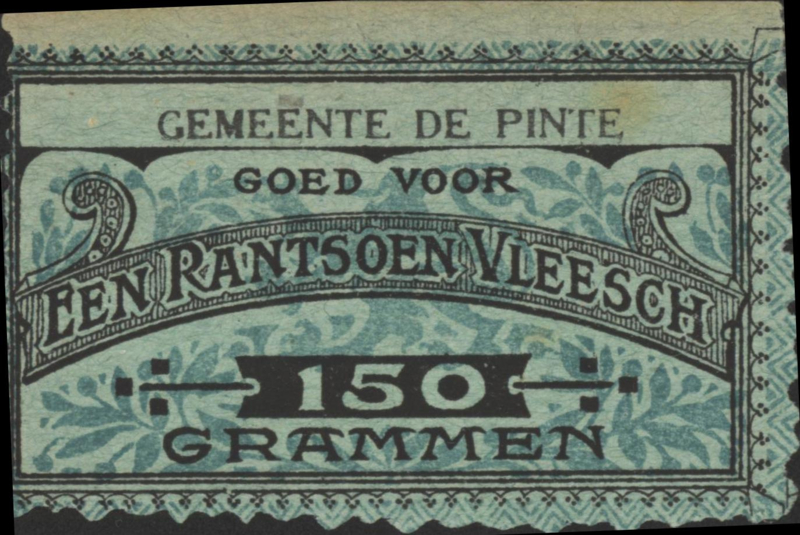 GEMEENTE DE PINTE
GOED VOOR
EEN RANTSOEN VLEESCH
150
GRAMMEN